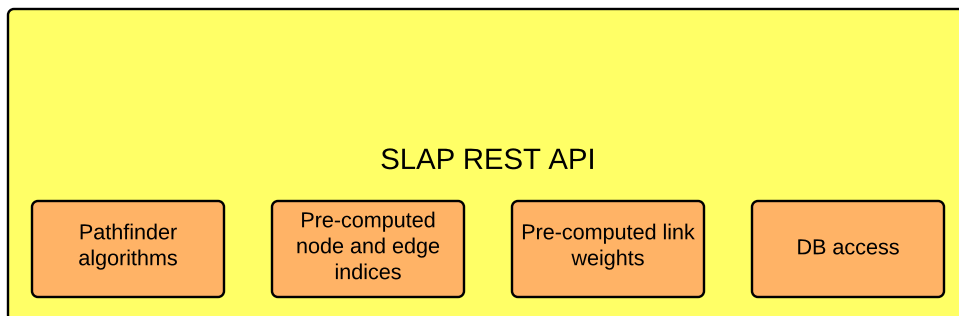 SLAP REST API
Pathfinder
algorithms
Pre-computed
node and edge
indices
Pre-computed link
weights
DB access